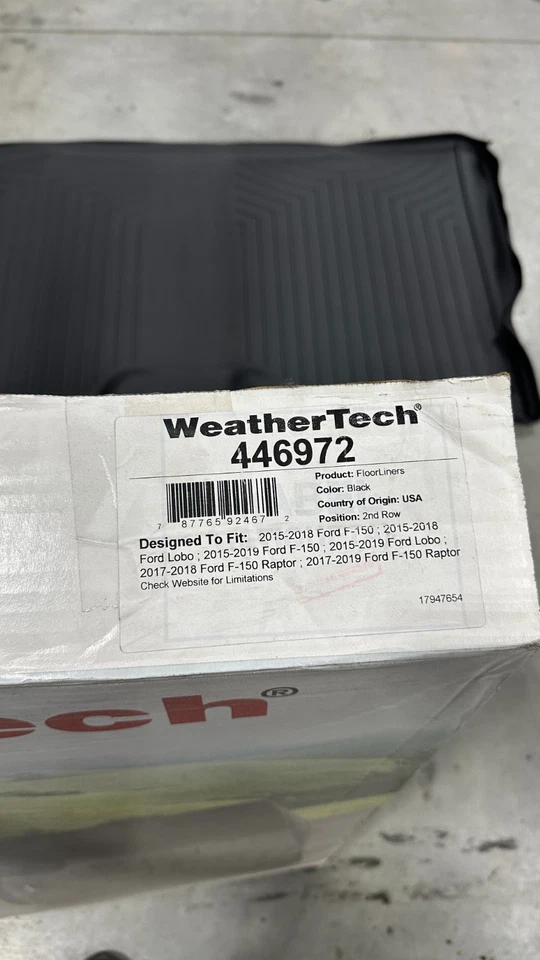 WeatherTech®
446972
Product: FloorLiners
Color: Black
Country of Origin: USA
Position: 2nd Row
7 87765 92467 2
Designed To Fit: 2015-2018 Ford F-150 ; 2015-2018
Ford Lobo ; 2015-2019 Ford F-150 ; 2015-2019 Ford Lobo ;
2017-2018 Ford F-150 Raptor ; 2017-2019 Ford F-150 Raptor
Check Website for Limitations
17947654
ech®